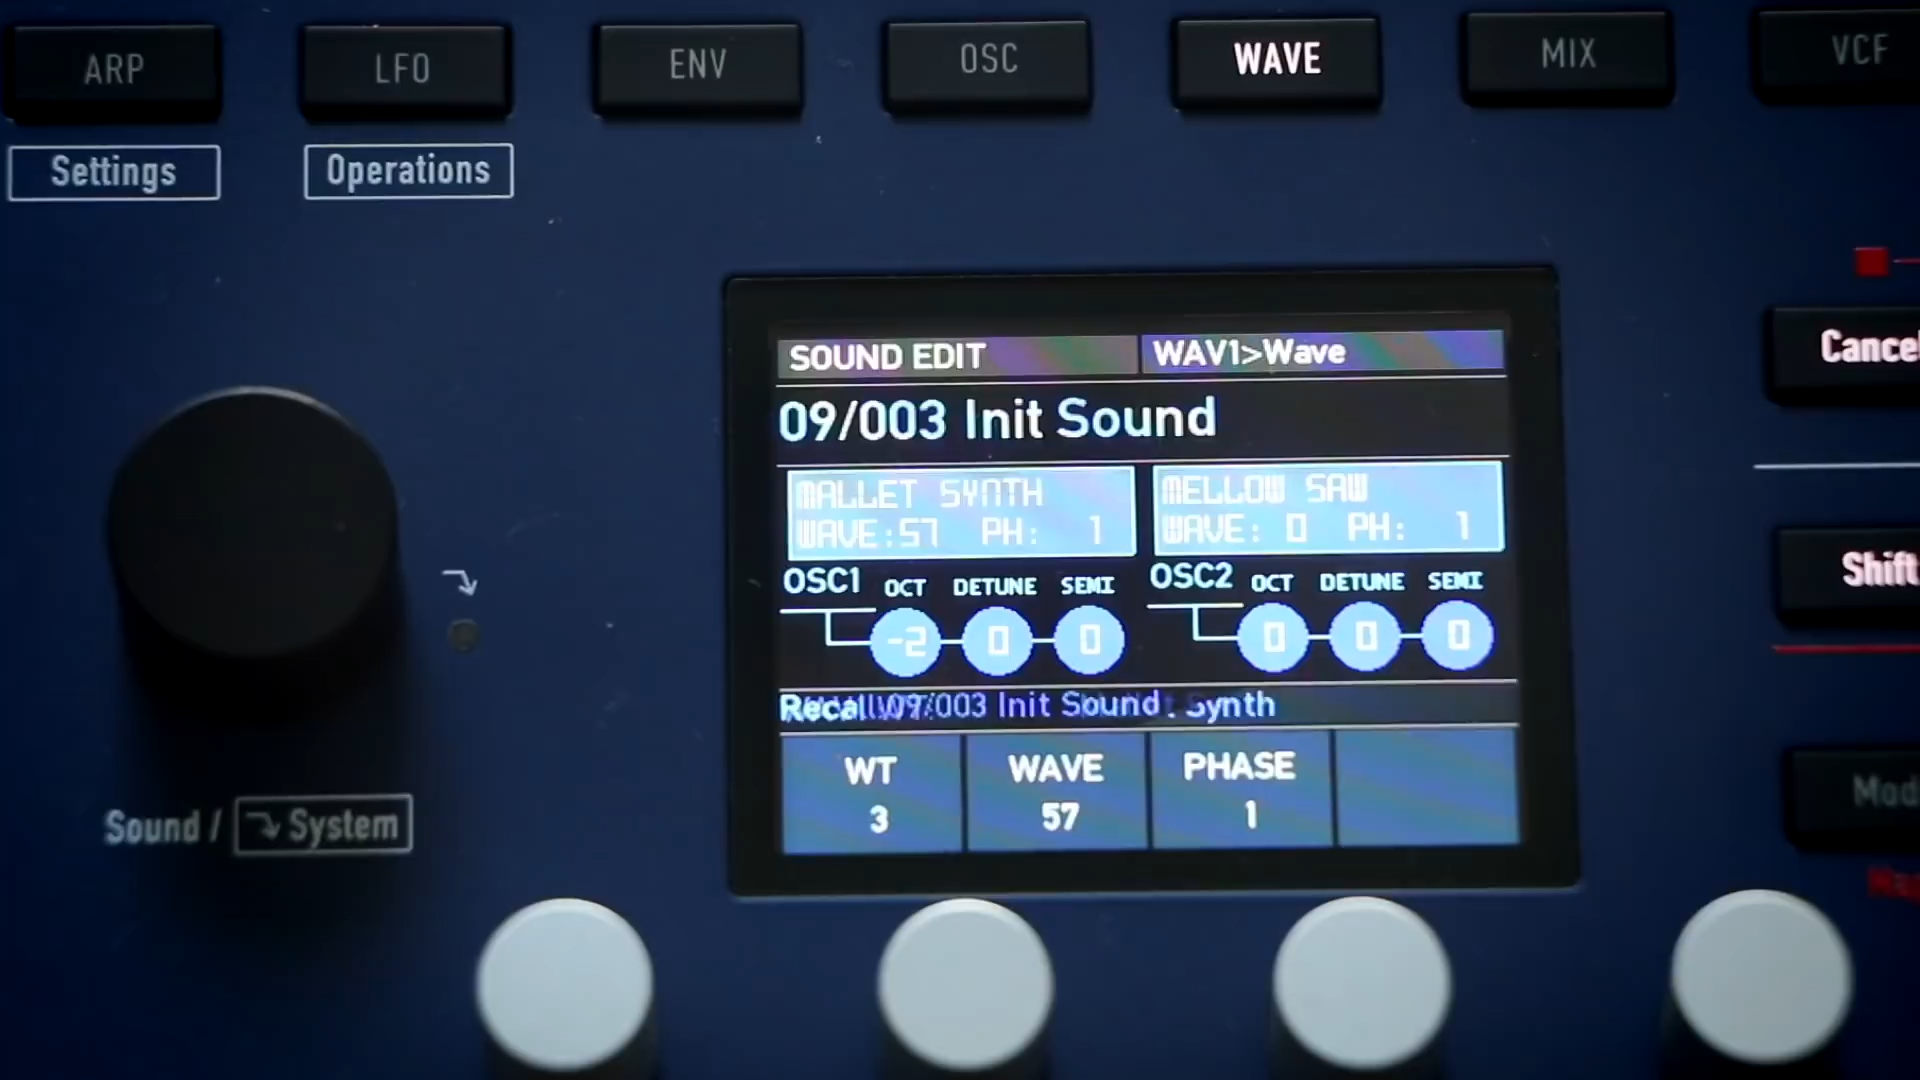 ARP LFO ENV OSC WAVE MIX VCF
Settings Operations
SOUND EDIT WAV1>Wave
09/003 Init Sound
MALLET SYNTH MELLOW SAW
WAVE:57 PH: 1 WAVE: 0 PH: 1
OSC1 OCT DETUNE SEMI OSC2 OCT DETUNE SEMI
-2 0 0 0 0 0
Recall 09/003 Init Sound. Synth
WT WAVE PHASE
3 57 1
Cancel
Shift
Mod
Sound / System